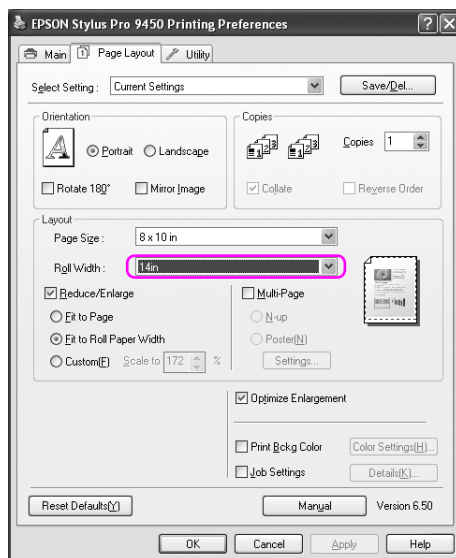 EPSON Stylus Pro 9450 Printing Preferences
Main
Page Layout
Utility
Select Setting :
Current Settings
Save/Del...
Orientation
Portrait
Landscape
Rotate 180°
Mirror Image
Copies
Copies
1
Collate
Reverse Order
Layout
Page Size :
8 x 10 in
Roll Width :
14in
Reduce/Enlarge
Fit to Page
Fit to Roll Paper Width
Custom(F)
Scale to
172
%
Multi-Page
N-up
Poster(N)
Settings...
Optimize Enlargement
Print Bckg Color
Color Settings(H)...
Job Settings
Details(K)...
Reset Defaults(Y)
Manual
Version 6.50
OK
Cancel
Apply
Help